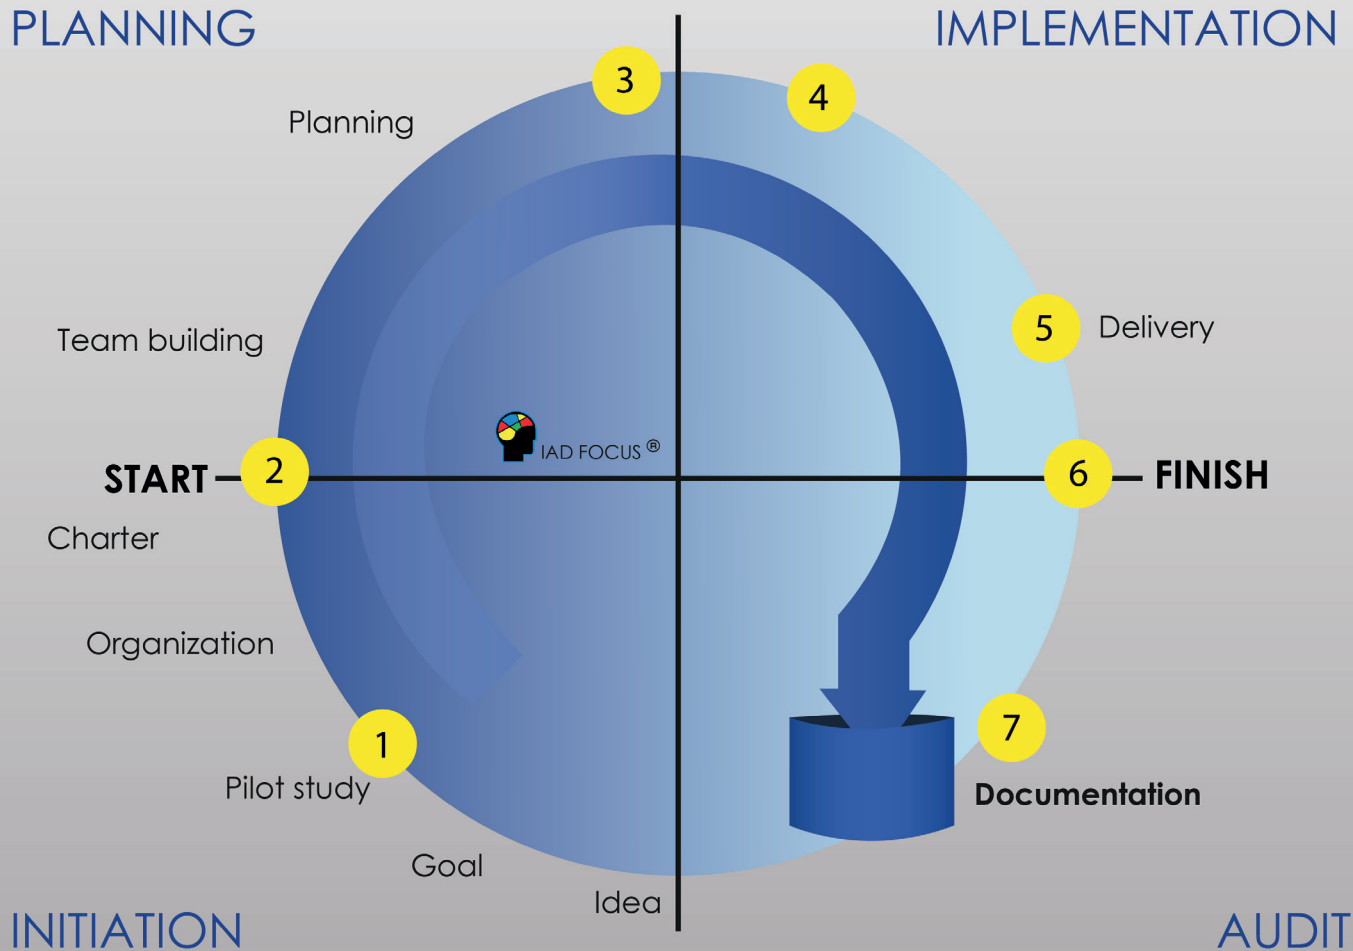 PLANNING
IMPLEMENTATION
3
4
Planning
5
Delivery
Team building
IAD FOCUS ®
START
2
6
FINISH
Charter
Organization
1
7
Pilot study
Documentation
Goal
Idea
INITIATION
AUDIT